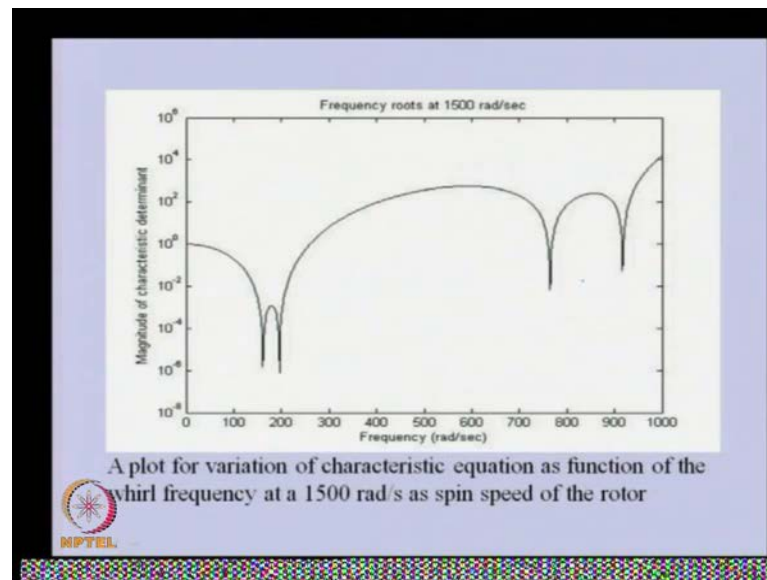 Frequency roots at 1500 rad/sec
Magnitude of characteristic determinant
10^6
10^4
10^2
10^0
10^-2
10^-4
10^-6
10^-8
0 100 200 300 400 500 600 700 800 900 1000
Frequency (rad/sec)
A plot for variation of characteristic equation as function of the
whirl frequency at a 1500 rad/s as spin speed of the rotor
NPTEL